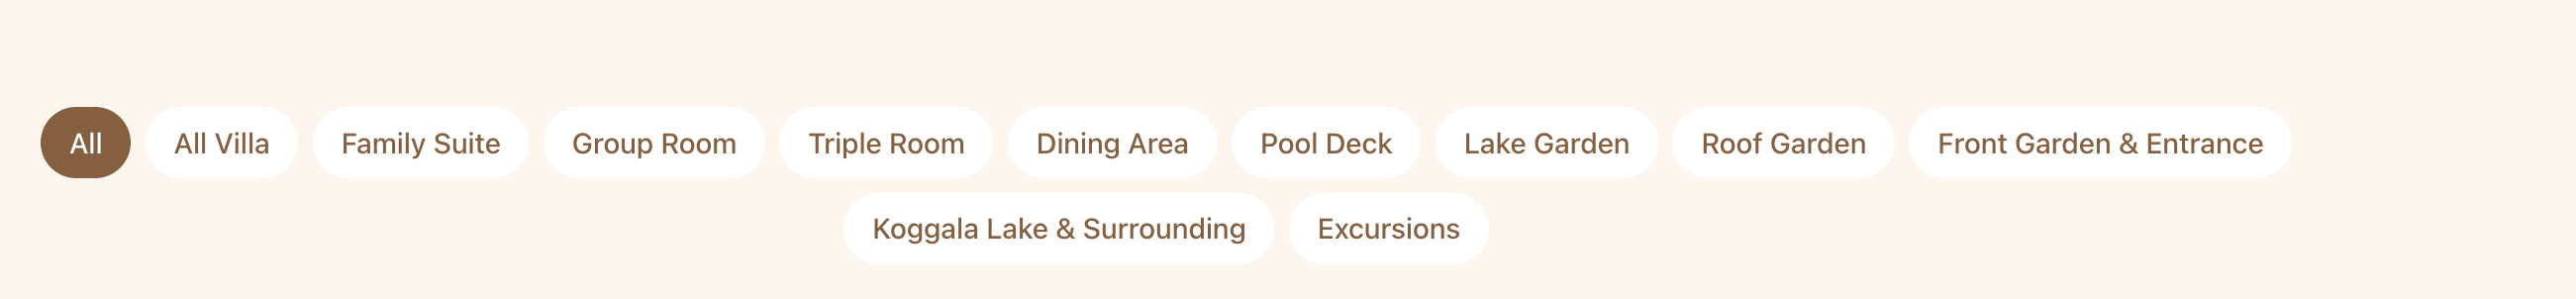 All All Villa Family Suite Group Room Triple Room Dining Area Pool Deck Lake Garden Roof Garden Front Garden & Entrance
Koggala Lake & Surrounding Excursions